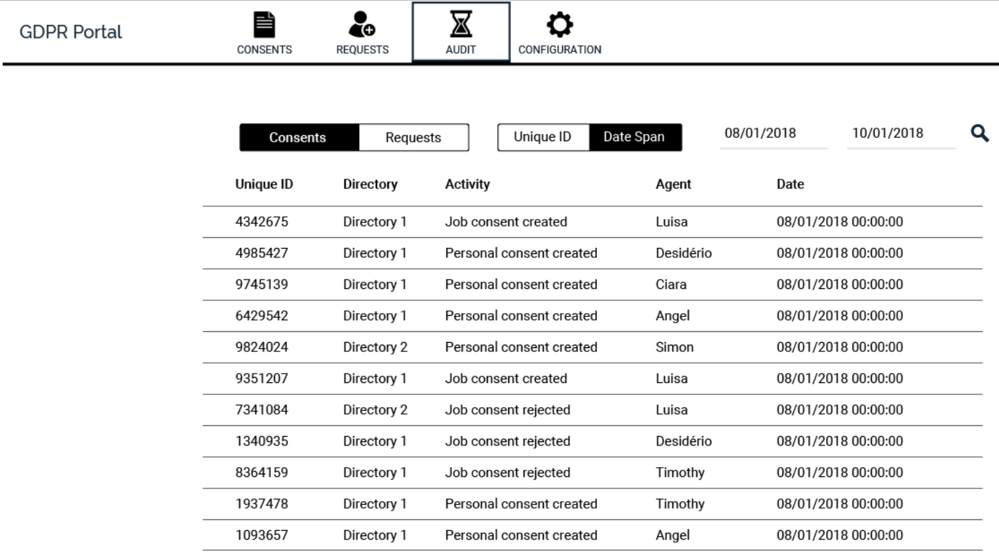 GDPR Portal
CONSENTS REQUESTS AUDIT CONFIGURATION
Consents Requests Unique ID Date Span 08/01/2018 10/01/2018
Unique ID Directory Activity Agent Date
4342675 Directory 1 Job consent created Luisa 08/01/2018 00:00:00
4985427 Directory 1 Personal consent created Desidério 08/01/2018 00:00:00
9745139 Directory 1 Personal consent created Ciara 08/01/2018 00:00:00
6429542 Directory 1 Personal consent created Angel 08/01/2018 00:00:00
9824024 Directory 2 Personal consent created Simon 08/01/2018 00:00:00
9351207 Directory 1 Job consent created Luisa 08/01/2018 00:00:00
7341084 Directory 2 Job consent rejected Luisa 08/01/2018 00:00:00
1340935 Directory 1 Job consent rejected Desidério 08/01/2018 00:00:00
8364159 Directory 1 Job consent rejected Timothy 08/01/2018 00:00:00
1937478 Directory 1 Personal consent created Timothy 08/01/2018 00:00:00
1093657 Directory 1 Personal consent created Angel 08/01/2018 00:00:00